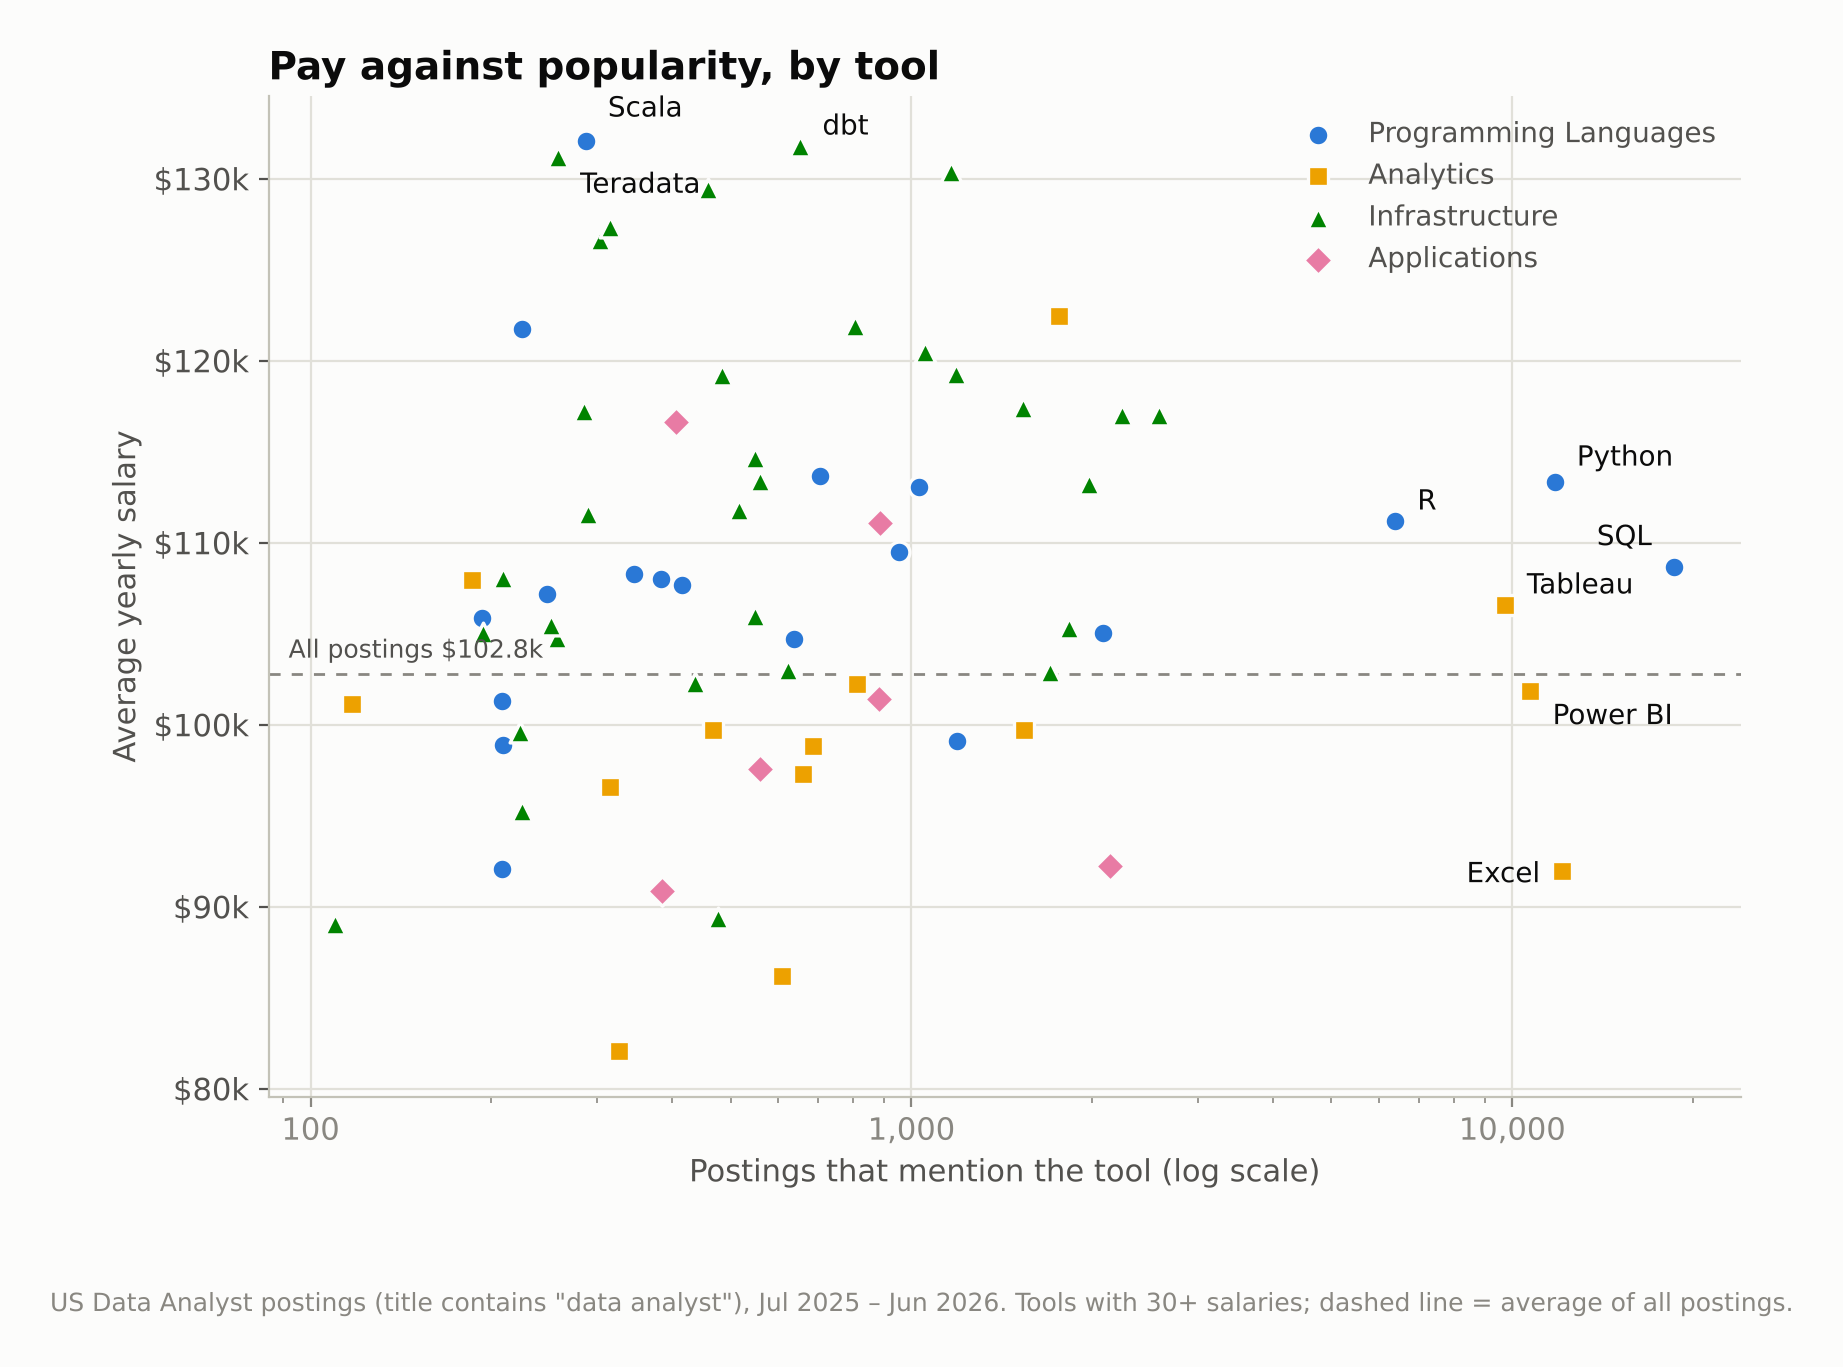 Pay against popularity, by tool
Scala
dbt
Teradata
Programming Languages
Analytics
Infrastructure
Applications
Python
R
SQL
Tableau
All postings $102.8k
Power BI
Excel
Average yearly salary
$130k
$120k
$110k
$100k
$90k
$80k
100
1,000
10,000
Postings that mention the tool (log scale)
US Data Analyst postings (title contains "data analyst"), Jul 2025 – Jun 2026. Tools with 30+ salaries; dashed line = average of all postings.